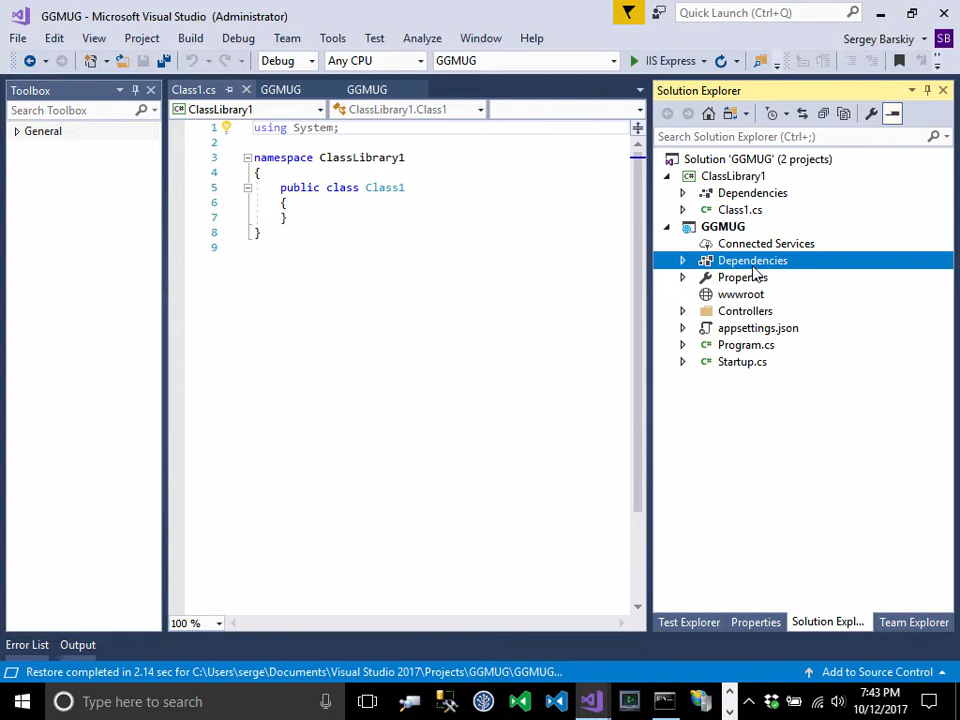 GGMUG - Microsoft Visual Studio (Administrator)
Quick Launch (Ctrl+Q)
File Edit View Project Build Debug Team Tools Test Analyze Window Help
Sergey Barskiy SB
Debug Any CPU GGMUG IIS Express
Toolbox
Search Toolbox
General
Class1.cs GGMUG GGMUG
ClassLibrary1 ClassLibrary1.Class1
1 using System;
2
3 namespace ClassLibrary1
4 {
5 public class Class1
6 {
7 }
8 }
9
100 %
Solution Explorer
Search Solution Explorer (Ctrl+;)
Solution 'GGMUG' (2 projects)
ClassLibrary1
Dependencies
C# Class1.cs
GGMUG
Connected Services
Dependencies
Properties
wwwroot
Controllers
appsettings.json
C# Program.cs
C# Startup.cs
Test Explorer Properties Solution Expl... Team Explorer
Error List Output
Restore completed in 2.14 sec for C:\Users\serge\Documents\Visual Studio 2017\Projects\GGMUG\GGMUG...
Add to Source Control
Type here to search
7:43 PM
10/12/2017